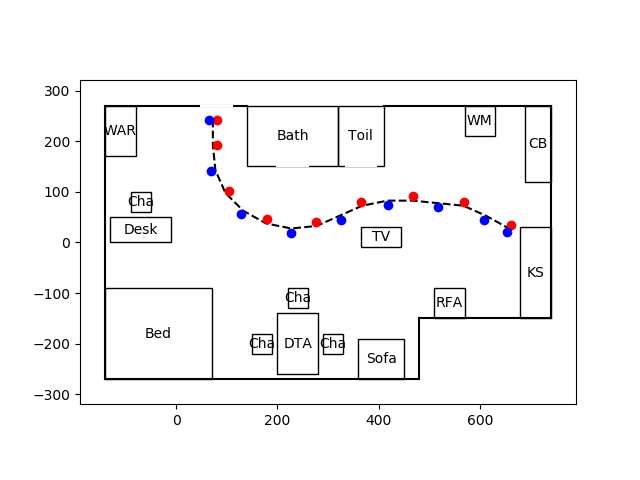 300
200
100
0
−100
−200
−300
0
200
400
600
WAR
Bath
Toil
WM
CB
Cha
Desk
TV
KS
Bed
Cha
RFA
Cha
DTA
Cha
Sofa